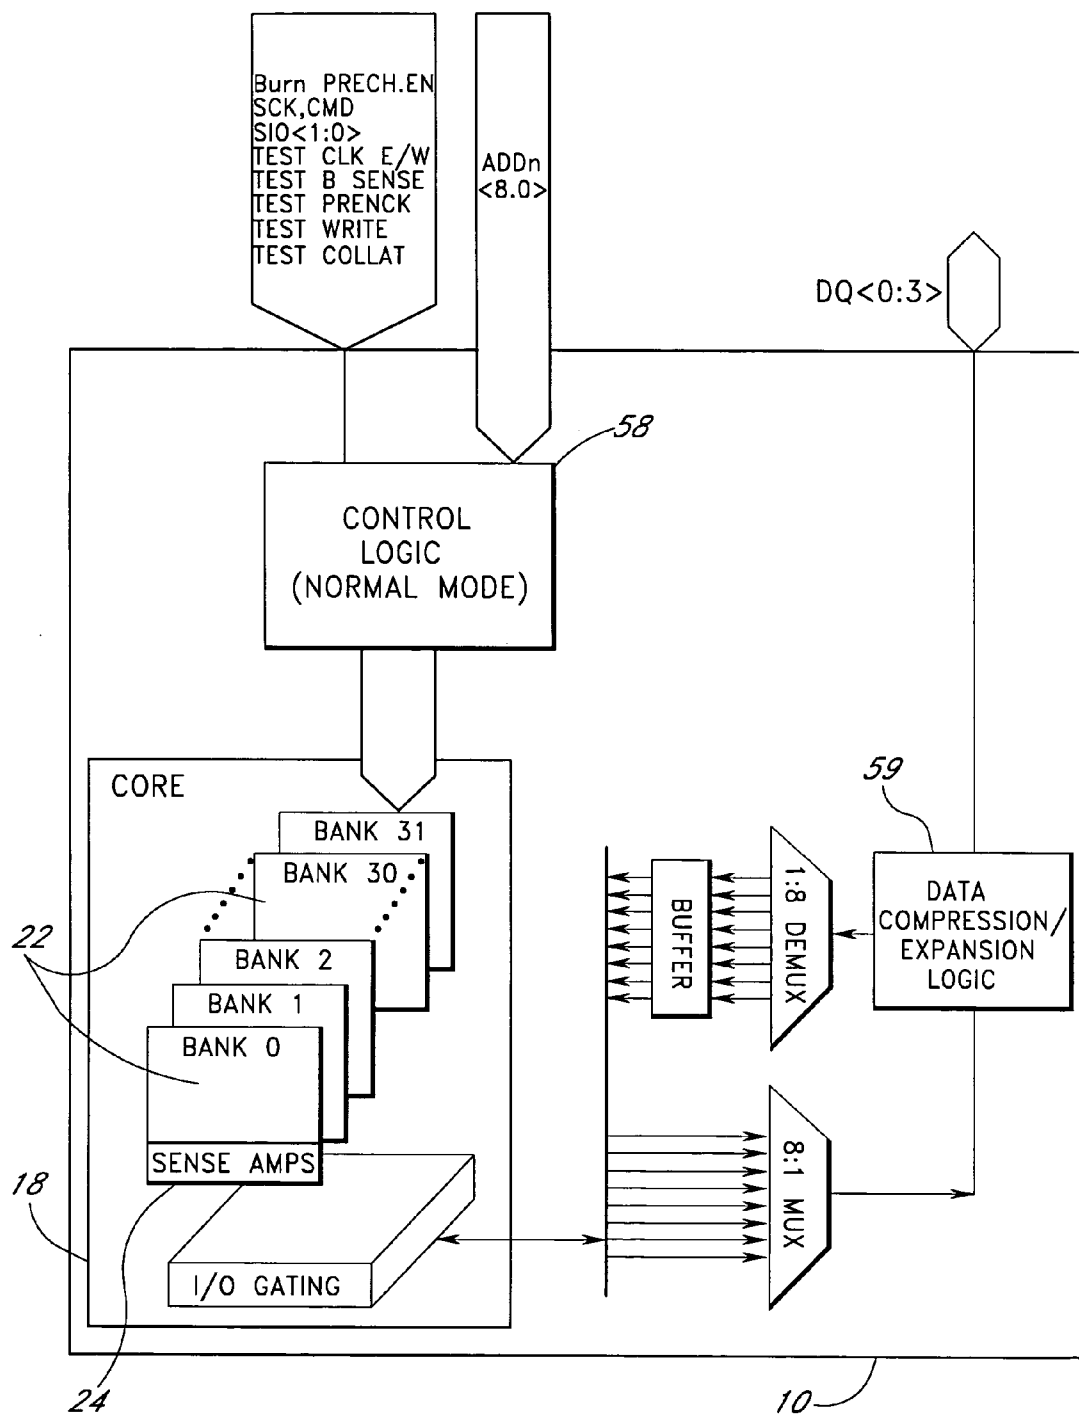 Burn PRECH.EN
SCK,CMD
SIO<1:0>
TEST CLK E/W
TEST B SENSE
TEST PRENCK
TEST WRITE
TEST COLLAT
ADDn
<8.0>
DQ<0:3>
58
CONTROL
LOGIC
(NORMAL MODE)
CORE
BANK 31
BANK 30
BANK 2
BANK 1
BANK 0
SENSE AMPS
I/O GATING
22
18
24
BUFFER
1:8 DEMUX
59
DATA
COMPRESSION/
EXPANSION
LOGIC
8:1 MUX
10